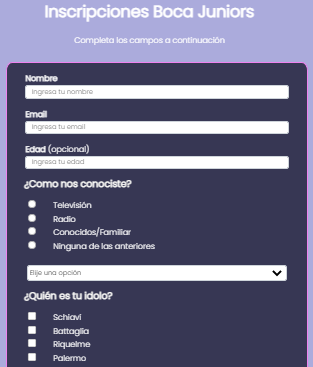 Inscripciones Boca Juniors
Completa los campos a continuación
Nombre
Ingresa tu nombre
Email
Ingresa tu email
Edad (opcional)
Ingresa tu edad
¿Como nos conociste?
Televisión
Radio
Conocidos/Familiar
Ninguna de las anteriores
Elije una opción
¿Quién es tu idolo?
Schiavi
Battaglia
Riquelme
Palermo